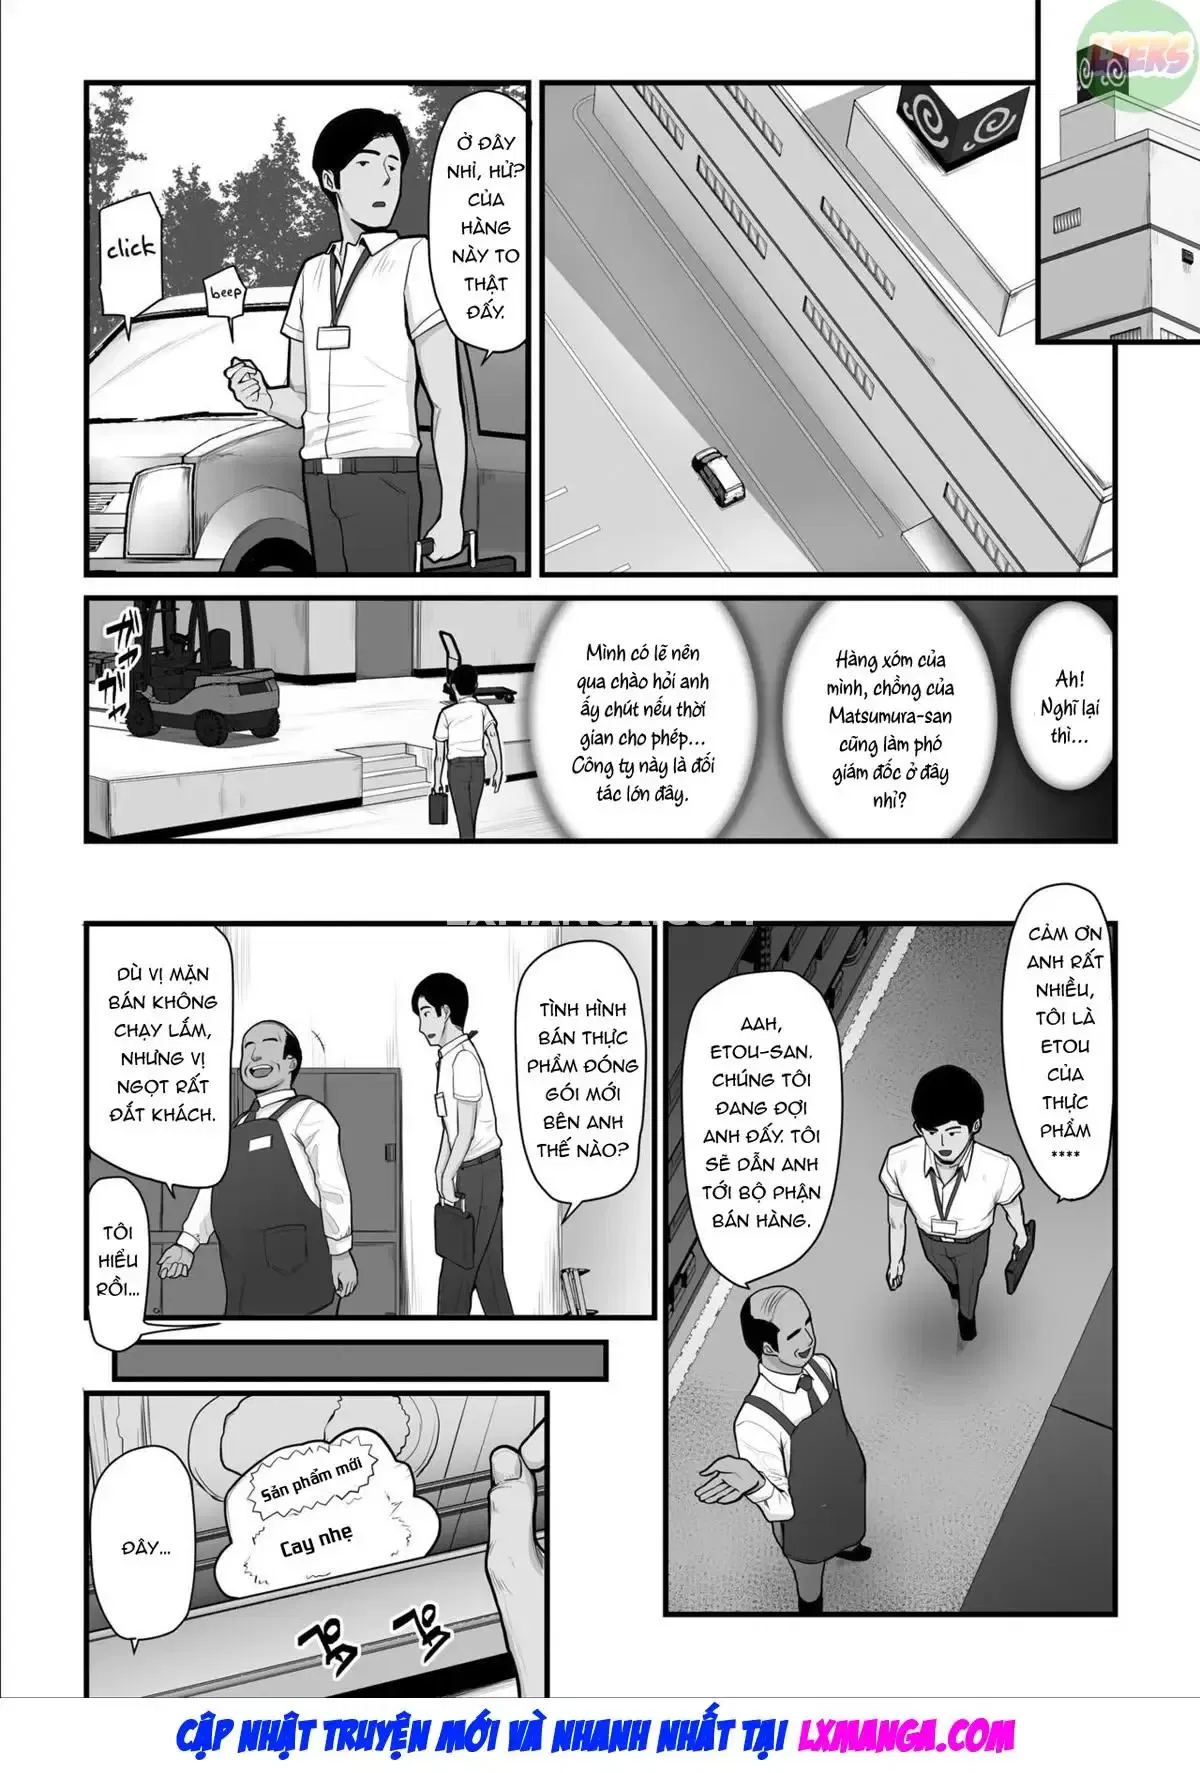 LXERS
Ở ĐÂY
NHỈ, HỬ?
CỦA
HÀNG
NÀY TO
THẬT
ĐẤY.
click
beep
Ah!
Nghĩ lại
thì...
Hàng xóm của
mình, chồng của
Matsumura-san
cũng làm phó
giám đốc ở đây
nhỉ?
Mình có lẽ nên
qua chào hỏi anh
ấy chút nếu thời
gian cho phép...
Công ty này là đối
tác lớn đây.
ガラガラ
CẢM ƠN
ANH RẤT
NHIỀU,
TÔI LÀ
ETOU
CỦA
THỰC
PHẨM
****
AAH,
ETOU-SAN.
CHÚNG TÔI
ĐANG ĐỢI
ANH ĐẤY. TÔI
SẼ DẪN ANH
TỚI BỘ PHẬN
BÁN HÀNG.
TÌNH HÌNH
BÁN THỰC
PHẨM ĐÓNG
GÓI MỚI
BÊN ANH
THẾ NÀO?
DÙ VỊ MẶN
BÁN KHÔNG
CHẠY LẮM,
NHƯNG VỊ
NGỌT RẤT
ĐẮT KHÁCH.
TÔI
HIỂU
RỒI...
Sản phẩm mới
Cay nhẹ
ĐÂY...
CẬP NHẬT TRUYỆN MỚI VÀ NHANH NHẤT TẠI LXMANGA.COM